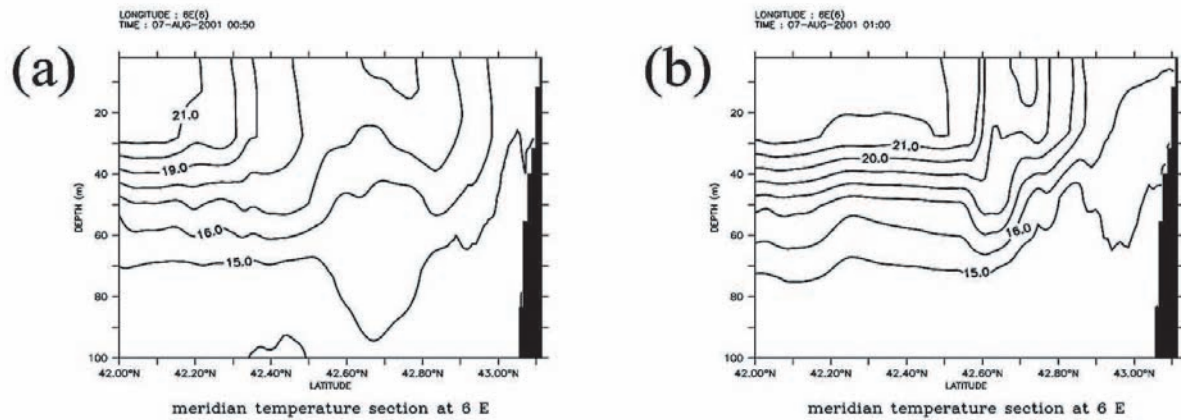 LONGITUDE : 6E(6)
TIME : 07-AUG-2001 00:50
(a)
21.0
19.0
16.0
15.0
20
40
60
80
100
DEPTH (m)
42.00°N 42.20°N 42.40°N 42.60°N 42.80°N 43.00°N
LATITUDE
meridian temperature section at 6 E
LONGITUDE : 6E(6)
TIME : 07-AUG-2001 01:00
(b)
21.0
20.0
16.0
15.0
20
40
60
80
100
DEPTH (m)
42.00°N 42.20°N 42.40°N 42.60°N 42.80°N 43.00°N
LATITUDE
meridian temperature section at 6 E